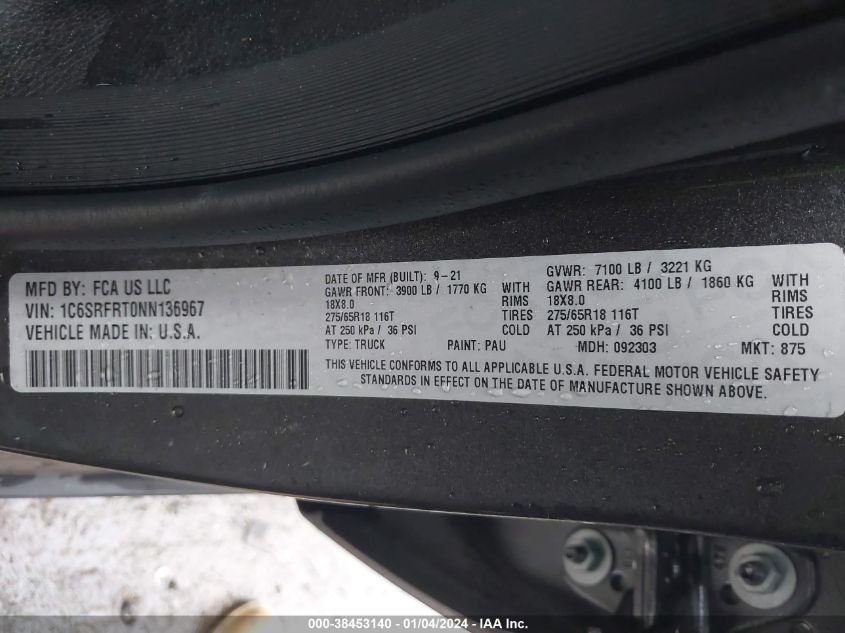 MFD BY: FCA US LLC
VIN: 1C6SRFRT0NN136967
VEHICLE MADE IN: U.S.A.
DATE OF MFR (BUILT): 9-21
GAWR FRONT: 3900 LB / 1770 KG WITH
18X8.0 RIMS
275/65R18 116T TIRES
AT 250 kPa / 36 PSI COLD
GVWR: 7100 LB / 3221 KG
GAWR REAR: 4100 LB / 1860 KG WITH
18X8.0 RIMS
275/65R18 116T TIRES
AT 250 kPa / 36 PSI COLD
TYPE: TRUCK PAINT: PAU MDH: 092303 MKT: 875
THIS VEHICLE CONFORMS TO ALL APPLICABLE U.S.A. FEDERAL MOTOR VEHICLE SAFETY
STANDARDS IN EFFECT ON THE DATE OF MANUFACTURE SHOWN ABOVE.
000-38453140 - 01/04/2024 - IAA Inc.